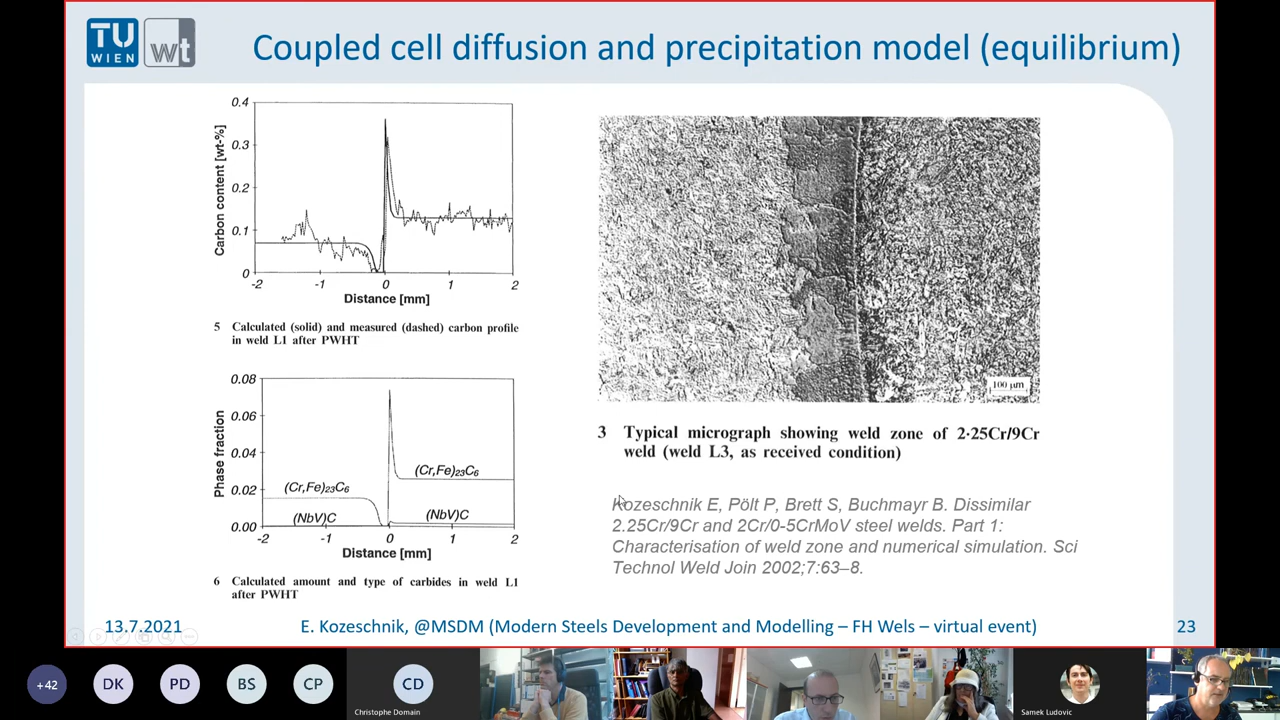 TU
WIEN
wt
Coupled cell diffusion and precipitation model (equilibrium)
0.4
0.3
0.2
0.1
0
Carbon content [wt-%]
-2 -1 0 1 2
Distance [mm]
5 Calculated (solid) and measured (dashed) carbon profile
in weld L1 after PWHT
0.08
0.06
0.04
0.02
0.00
Phase fraction
(Cr,Fe)23C6
(Cr,Fe)23C6
(NbV)C
(NbV)C
-2 -1 0 1 2
Distance [mm]
6 Calculated amount and type of carbides in weld L1
after PWHT
100 µm
3 Typical micrograph showing weld zone of 2·25Cr/9Cr
weld (weld L3, as received condition)
Kozeschnik E, Pölt P, Brett S, Buchmayr B. Dissimilar
2.25Cr/9Cr and 2Cr/0-5CrMoV steel welds. Part 1:
Characterisation of weld zone and numerical simulation. Sci
Technol Weld Join 2002;7:63–8.
13.7.2021
E. Kozeschnik, @MSDM (Modern Steels Development and Modelling – FH Wels – virtual event)
23
+42
DK
PD
BS
CP
CD
Christophe Domain
Samek Ludovic